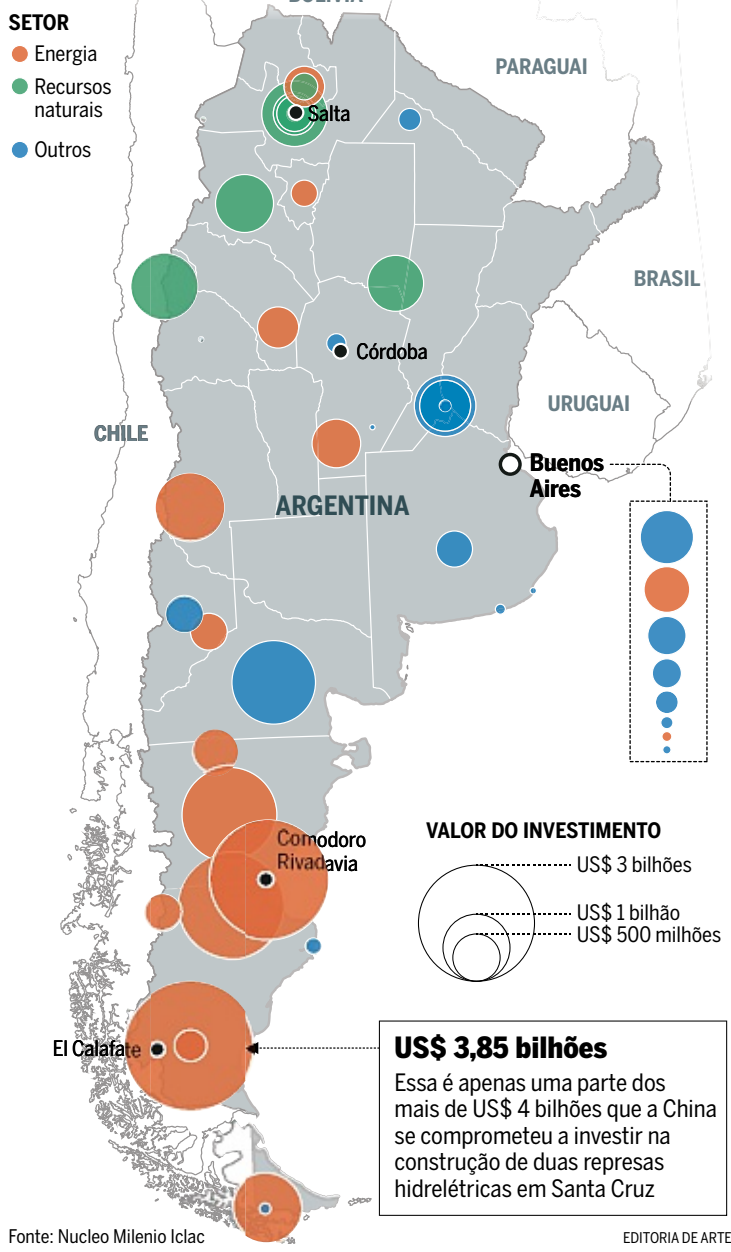 BOLIVIA
SETOR
Energia
Recursos
naturais
Outros
PARAGUAI
Salta
BRASIL
Córdoba
URUGUAI
CHILE
Buenos
Aires
ARGENTINA
Comodoro
Rivadavia
VALOR DO INVESTIMENTO
US$ 3 bilhões
US$ 1 bilhão
US$ 500 milhões
El Calafate
US$ 3,85 bilhões
Essa é apenas uma parte dos
mais de US$ 4 bilhões que a China
se comprometeu a investir na
construção de duas represas
hidrelétricas em Santa Cruz
Fonte: Nucleo Milenio Iclac
EDITORIA DE ARTE